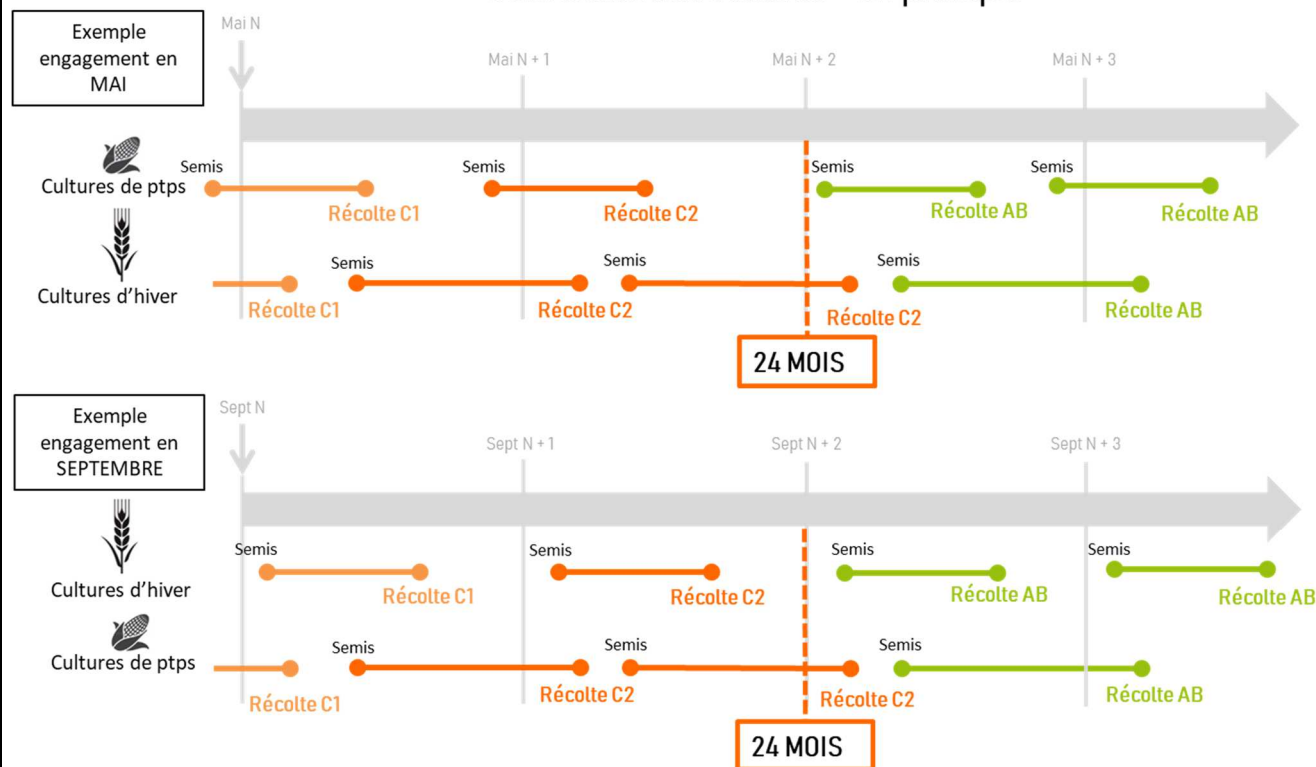 Exemple
engagement en
MAI
Mai N
Mai N + 1
Mai N + 2
Mai N + 3
Semis
Semis
Semis
Semis
Cultures de ptps
Récolte C1
Récolte C2
Récolte AB
Récolte AB
Semis
Semis
Semis
Cultures d'hiver
Récolte C1
Récolte C2
Récolte C2
Récolte AB
24 MOIS
Exemple
engagement en
SEPTEMBRE
Sept N
Sept N + 1
Sept N + 2
Sept N + 3
Semis
Semis
Semis
Semis
Cultures d'hiver
Récolte C1
Récolte C2
Récolte AB
Récolte AB
Semis
Semis
Semis
Cultures de ptps
Récolte C1
Récolte C2
Récolte C2
Récolte AB
24 MOIS